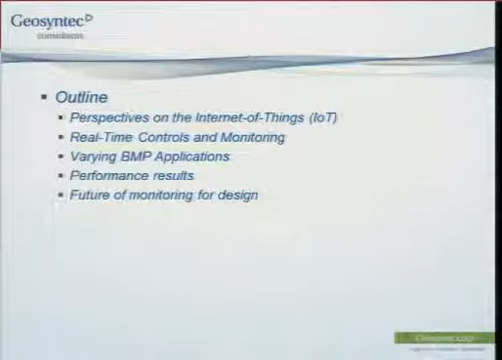 Geosyntec
consultants
Outline
Perspectives on the Internet-of-Things (IoT)
Real-Time Controls and Monitoring
Varying BMP Applications
Performance results
Future of monitoring for design